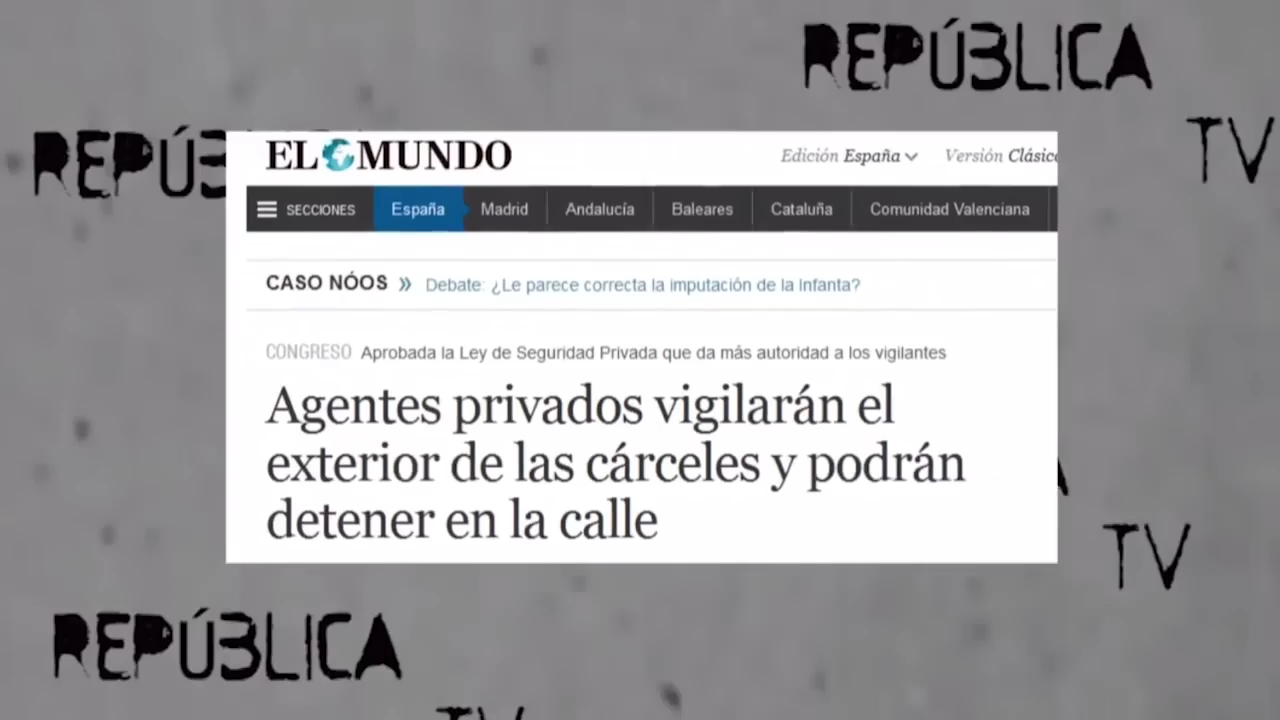 REPÚBLICA
TV
REPÚB
EL MUNDO
Edición España
Versión Clásic
SECCIONES España Madrid Andalucía Baleares Cataluña Comunidad Valenciana
CASO NÓOS » Debate: ¿Le parece correcta la imputación de la Infanta?
CONGRESO Aprobada la Ley de Seguridad Privada que da más autoridad a los vigilantes
Agentes privados vigilarán el
exterior de las cárceles y podrán
detener en la calle
TV
REPÚBLICA
TV